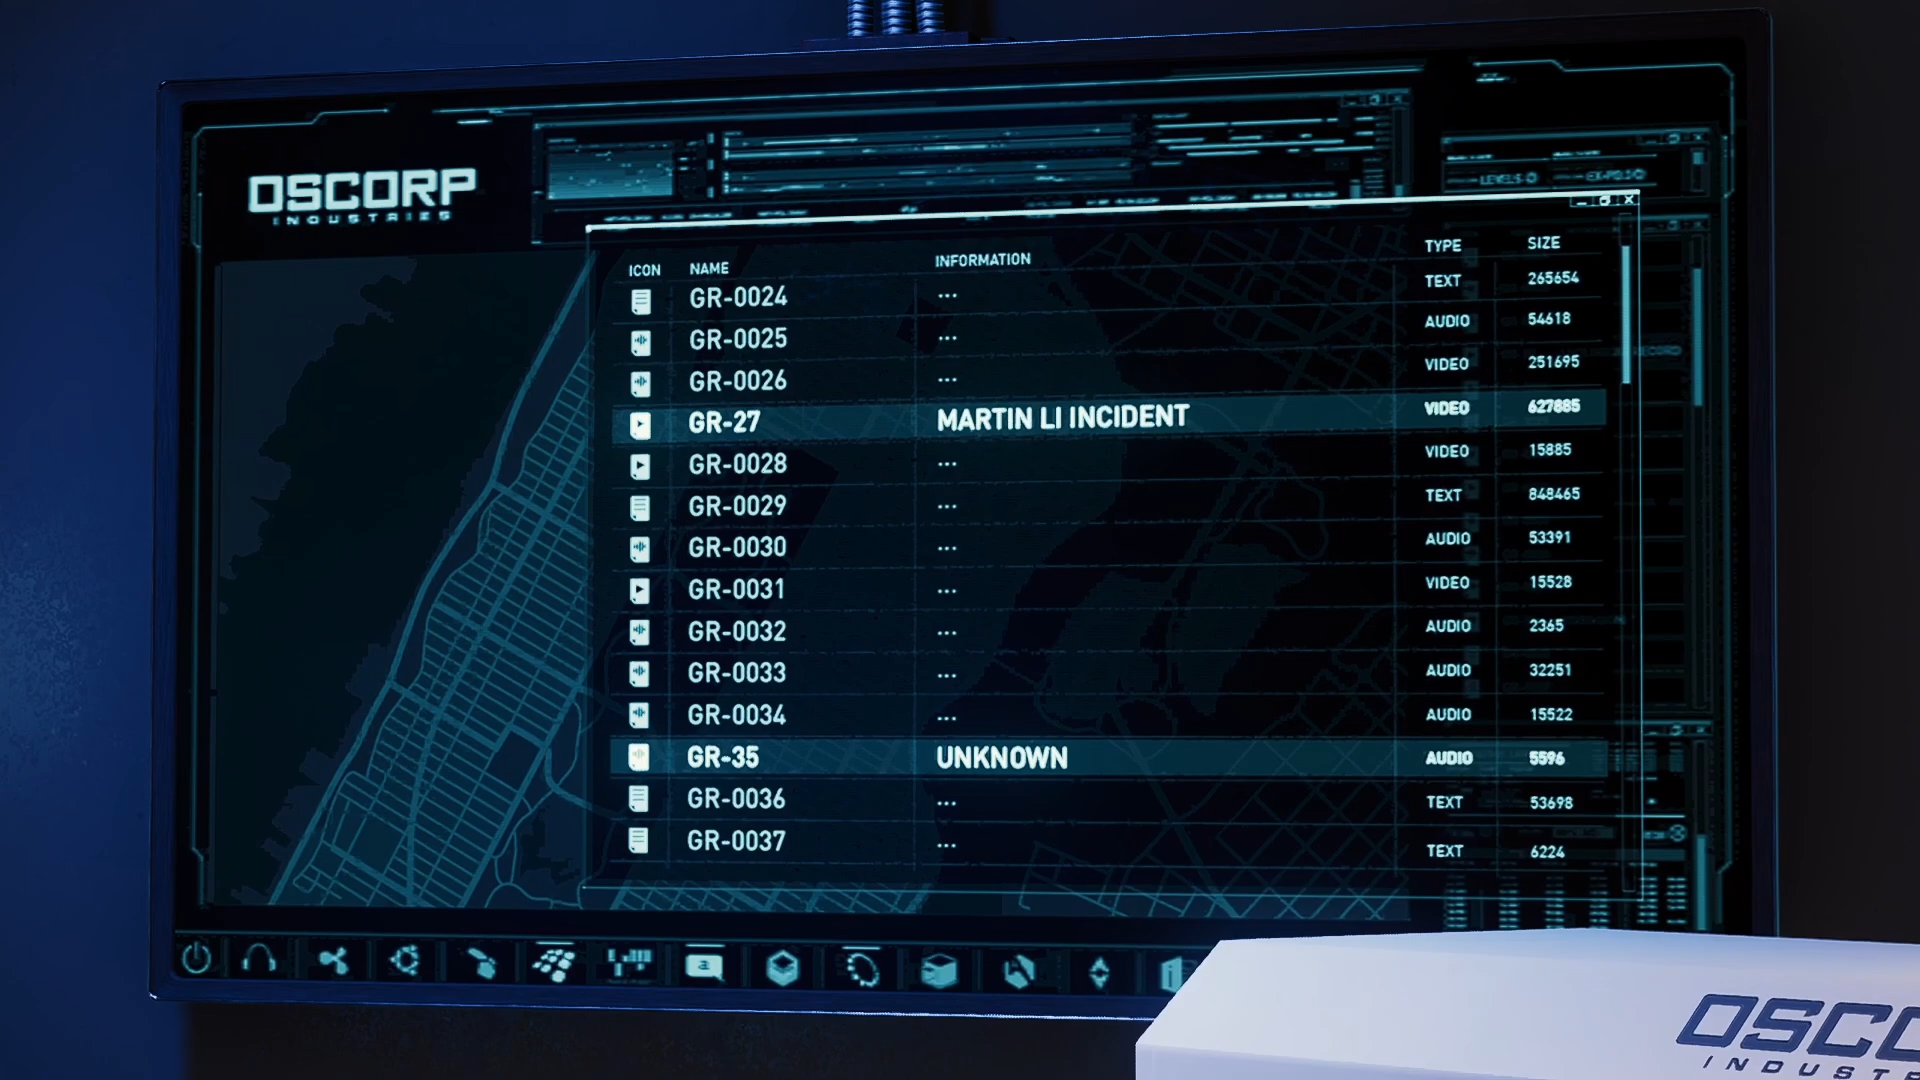 OSCORP
INDUSTRIES
LEVELS
ICON NAME INFORMATION TYPE SIZE
GR-0024 ... TEXT 265654
GR-0025 ... AUDIO 54618
GR-0026 ... VIDEO 251695
GR-27 MARTIN LI INCIDENT VIDEO 627885
GR-0028 ... VIDEO 15885
GR-0029 ... TEXT 848465
GR-0030 ... AUDIO 53391
GR-0031 ... VIDEO 15528
GR-0032 ... AUDIO 2365
GR-0033 ... AUDIO 32251
GR-0034 ... AUDIO 15522
GR-35 UNKNOWN AUDIO 5596
GR-0036 ... TEXT 53698
GR-0037 ... TEXT 6224
a
OSCO
INDUST